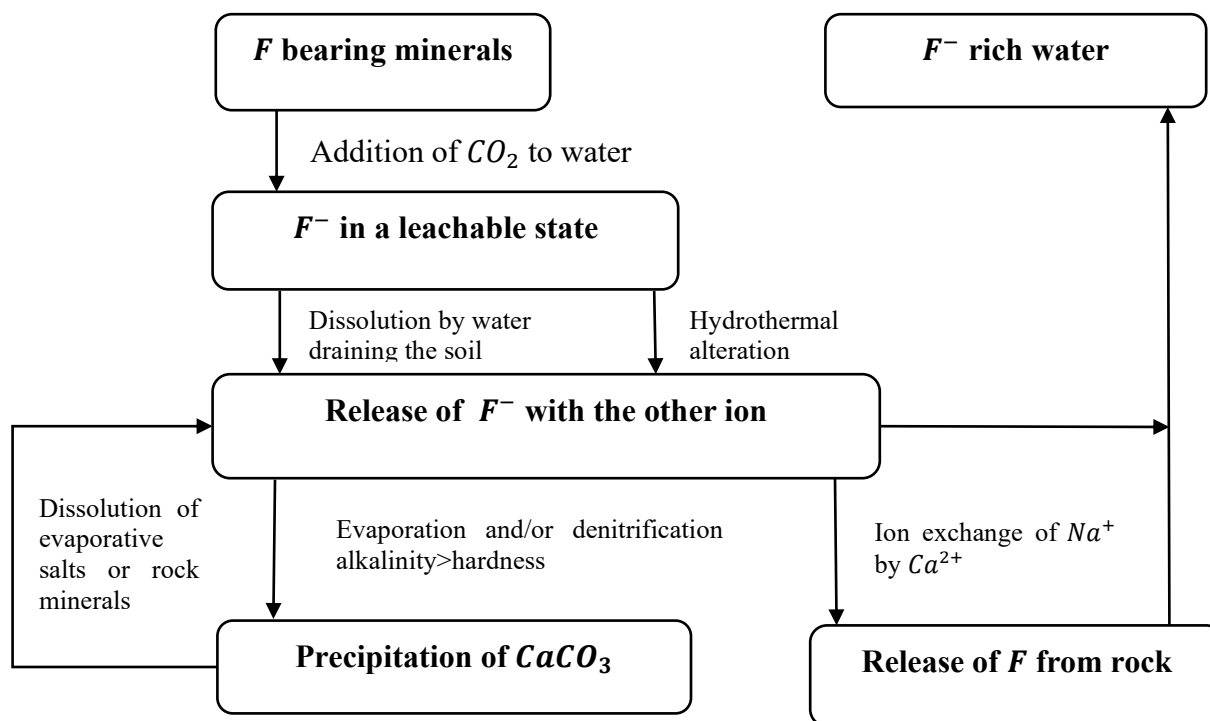 F bearing minerals
F⁻ rich water
Addition of CO₂ to water
F⁻ in a leachable state
Dissolution by water
draining the soil
Hydrothermal
alteration
Release of F⁻ with the other ion
Dissolution of
evaporative
salts or rock
minerals
Evaporation and/or denitrification
alkalinity>hardness
Ion exchange of Na⁺
by Ca²⁺
Precipitation of CaCO₃
Release of F from rock